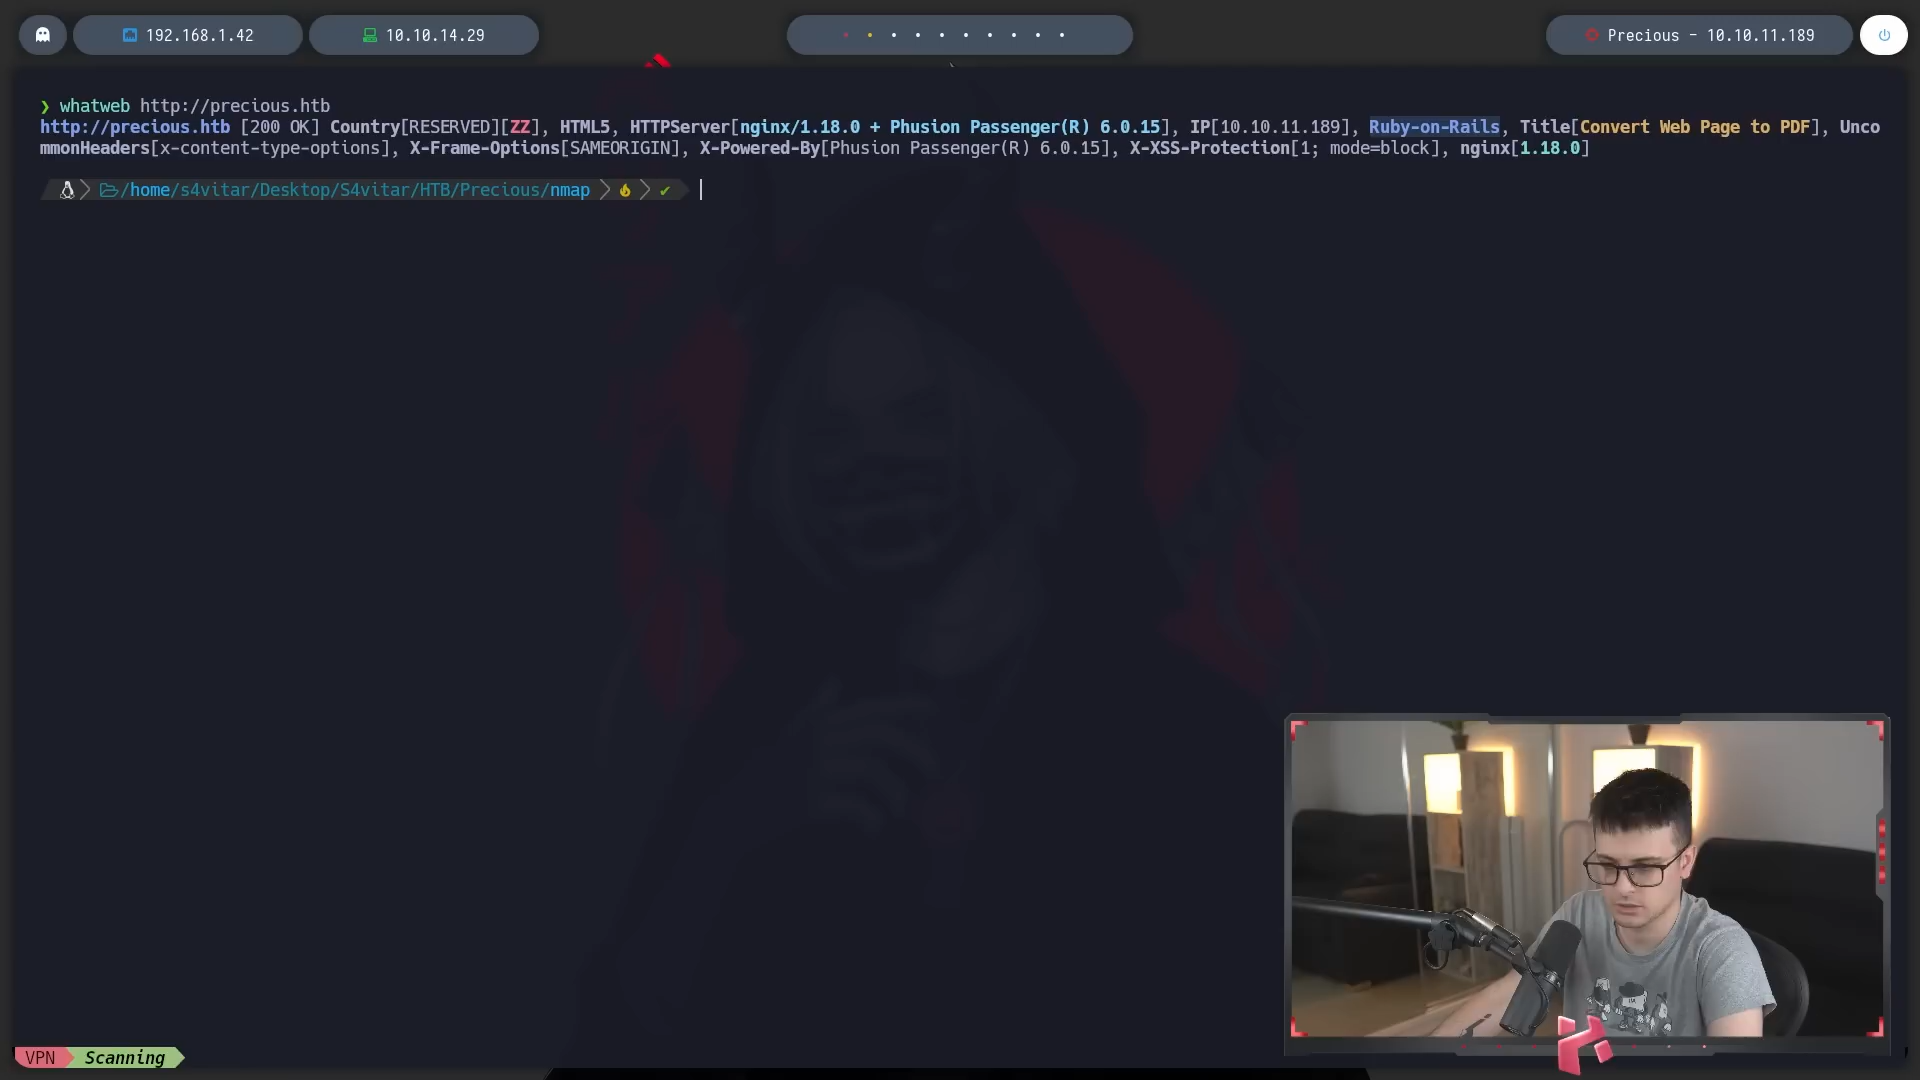 192.168.1.42
10.10.14.29
Precious - 10.10.11.189
❯ whatweb http://precious.htb
http://precious.htb [200 OK] Country[RESERVED][ZZ], HTML5, HTTPServer[nginx/1.18.0 + Phusion Passenger(R) 6.0.15], IP[10.10.11.189], Ruby-on-Rails, Title[Convert Web Page to PDF], Unco
mmonHeaders[x-content-type-options], X-Frame-Options[SAMEORIGIN], X-Powered-By[Phusion Passenger(R) 6.0.15], X-XSS-Protection[1; mode=block], nginx[1.18.0]
/home/s4vitar/Desktop/S4vitar/HTB/Precious/nmap
VPN Scanning